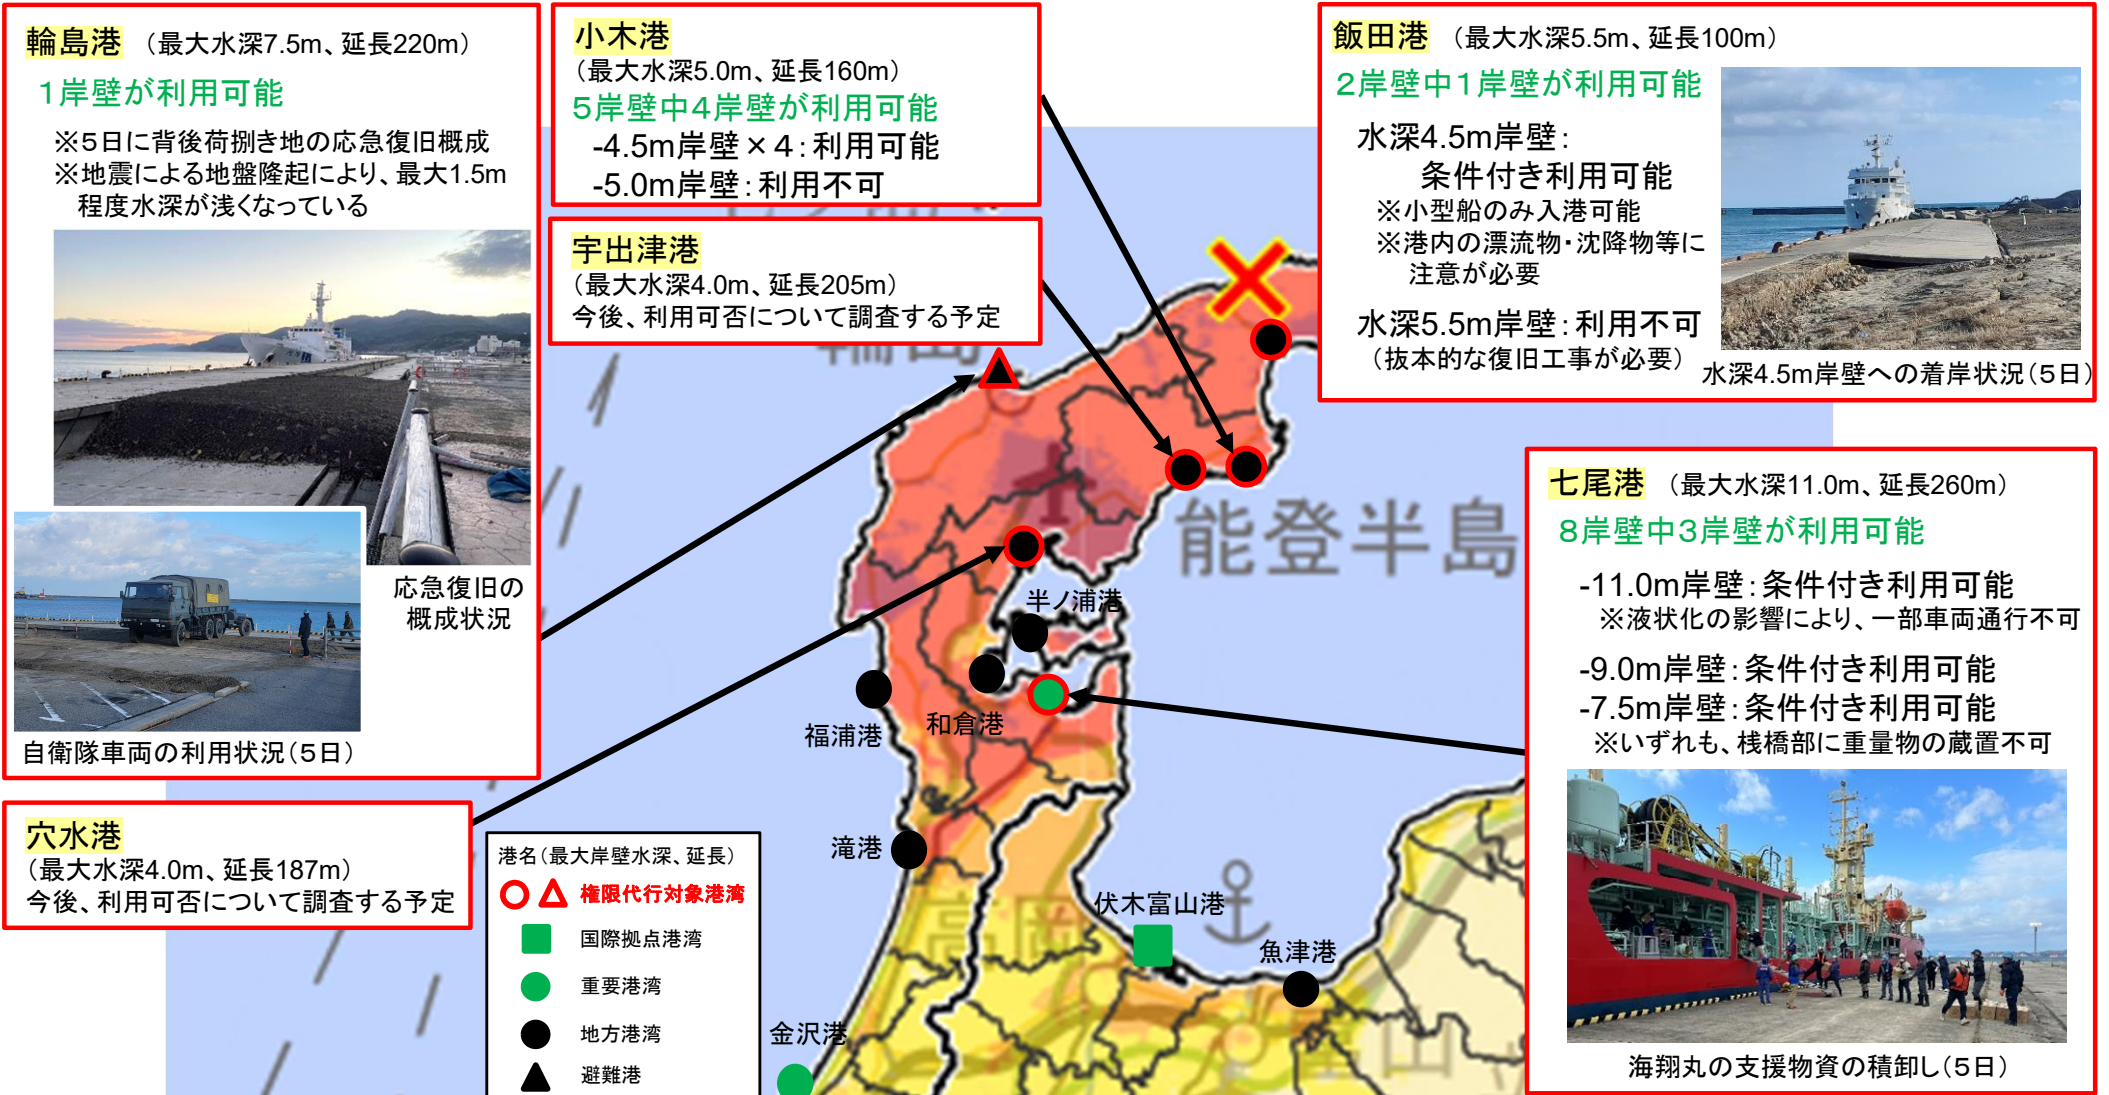 輪島港 （最大水深7.5m、延長220m）
１岸壁が利用可能
※５日に背後荷捌き地の応急復旧概成
※地震による地盤隆起により、最大1.5m
程度水深が浅くなっている
応急復旧の
概成状況
自衛隊車両の利用状況（５日）
穴水港
（最大水深4.0m、延長187m）
今後、利用可否について調査する予定
小木港
（最大水深5.0m、延長160m）
５岸壁中４岸壁が利用可能
-4.5m岸壁×４：利用可能
-5.0m岸壁：利用不可
宇出津港
（最大水深4.0m、延長205m）
今後、利用可否について調査する予定
飯田港 （最大水深5.5m、延長100m）
２岸壁中１岸壁が利用可能
水深4.5m岸壁：
条件付き利用可能
※小型船のみ入港可能
※港内の漂流物・沈降物等に
注意が必要
水深5.5m岸壁：利用不可
（抜本的な復旧工事が必要）
水深4.5m岸壁への着岸状況（５日）
七尾港 （最大水深11.0m、延長260m）
８岸壁中３岸壁が利用可能
-11.0m岸壁：条件付き利用可能
※液状化の影響により、一部車両通行不可
-9.0m岸壁：条件付き利用可能
-7.5m岸壁：条件付き利用可能
※いずれも、桟橋部に重量物の蔵置不可
海翔丸の支援物資の積卸し（５日）
輪島
能登半島
半ノ浦港
和倉港
福浦港
滝港
高岡
伏木富山港
魚津港
金沢港
富山
港名（最大岸壁水深、延長）
権限代行対象港湾
国際拠点港湾
重要港湾
地方港湾
避難港